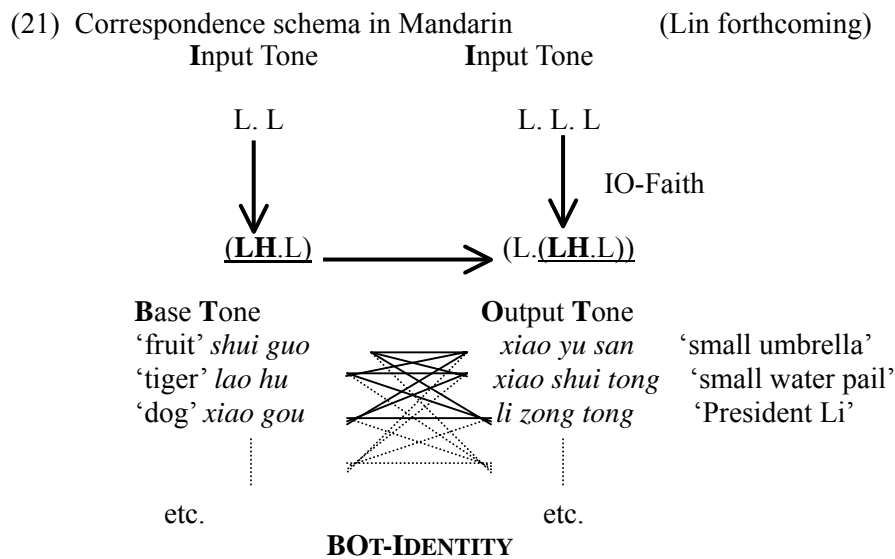 (21) Correspondence schema in Mandarin (Lin forthcoming)
Input Tone Input Tone
L. L L. L. L
IO-Faith
(LH.L) (L.(LH.L))
Base Tone Output Tone
‘fruit’ shui guo xiao yu san ‘small umbrella’
‘tiger’ lao hu xiao shui tong ‘small water pail’
‘dog’ xiao gou li zong tong ‘President Li’
etc. etc.
BOT-IDENTITY